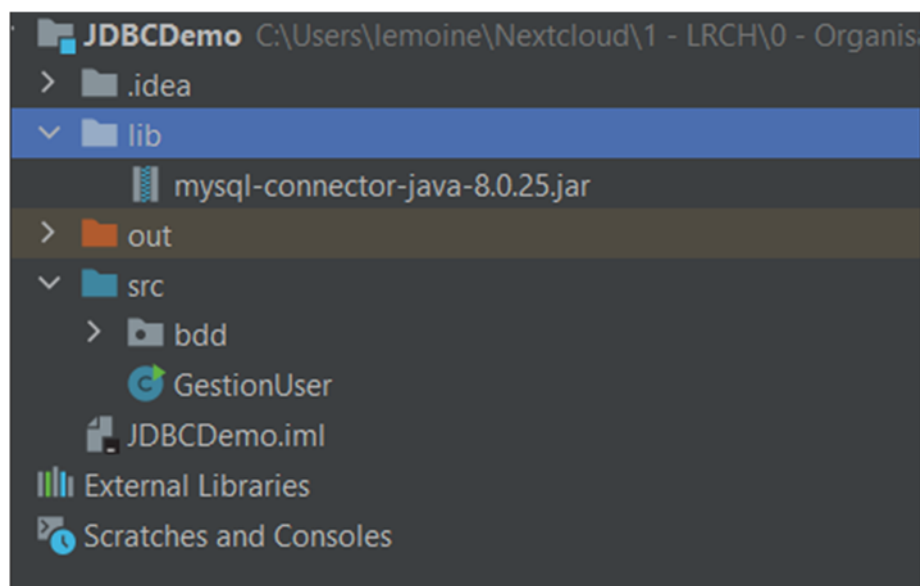 JDBCDemo C:\Users\lemoine\Nextcloud\1 - LRCH\0 - Organis
.idea
lib
mysql-connector-java-8.0.25.jar
out
src
bdd
C GestionUser
JDBCDemo.iml
External Libraries
Scratches and Consoles